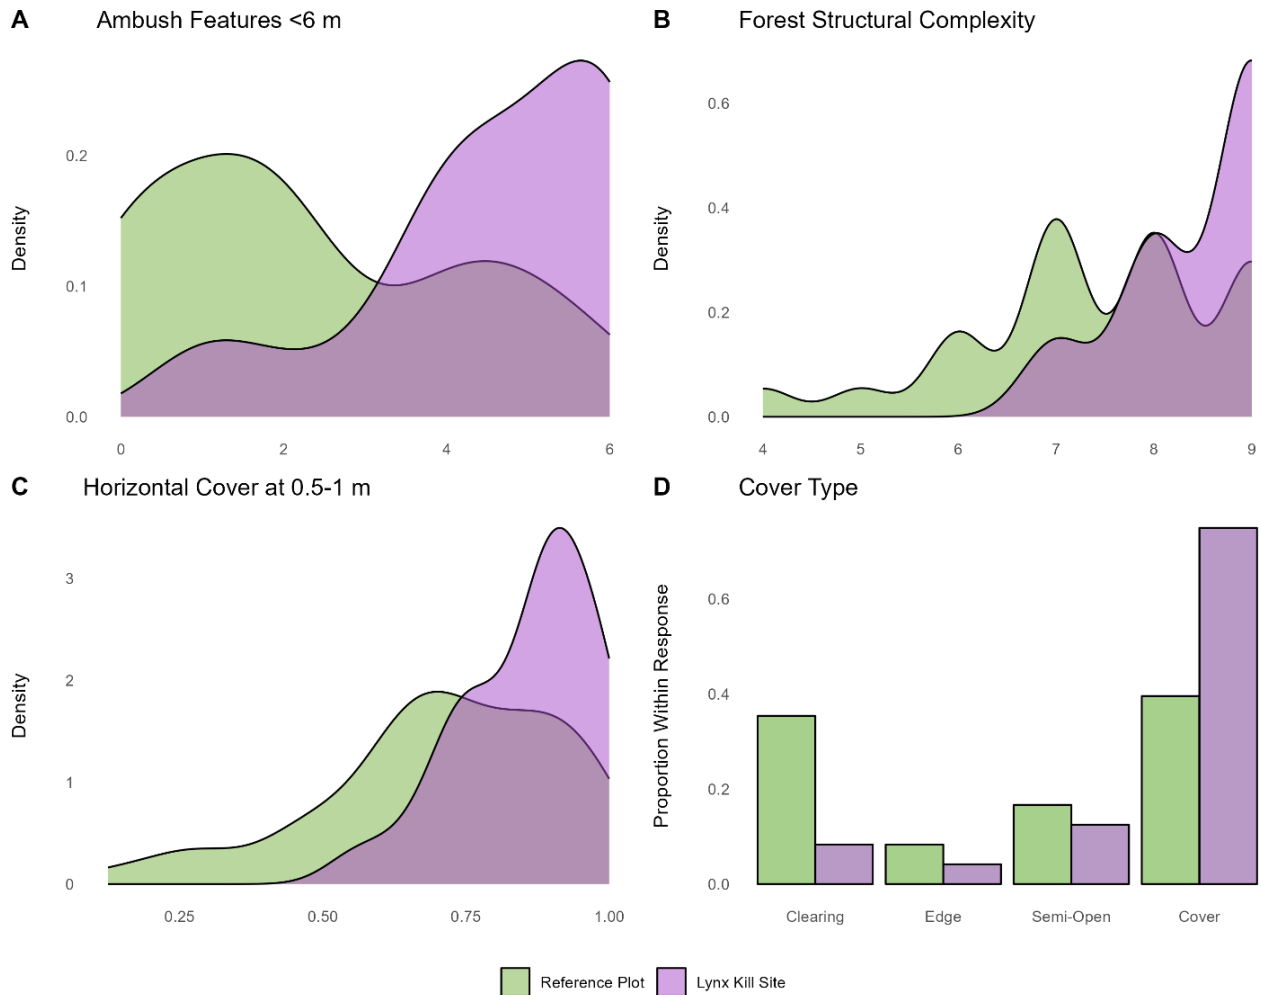 A Ambush Features <6 m
Density
0.2
0.1
0.0
0 2 4 6
B Forest Structural Complexity
Density
0.6
0.4
0.2
0.0
4 5 6 7 8 9
C Horizontal Cover at 0.5-1 m
Density
3
2
1
0
0.25 0.50 0.75 1.00
D Cover Type
Proportion Within Response
0.6
0.4
0.2
0.0
Clearing Edge Semi-Open Cover
Reference Plot Lynx Kill Site